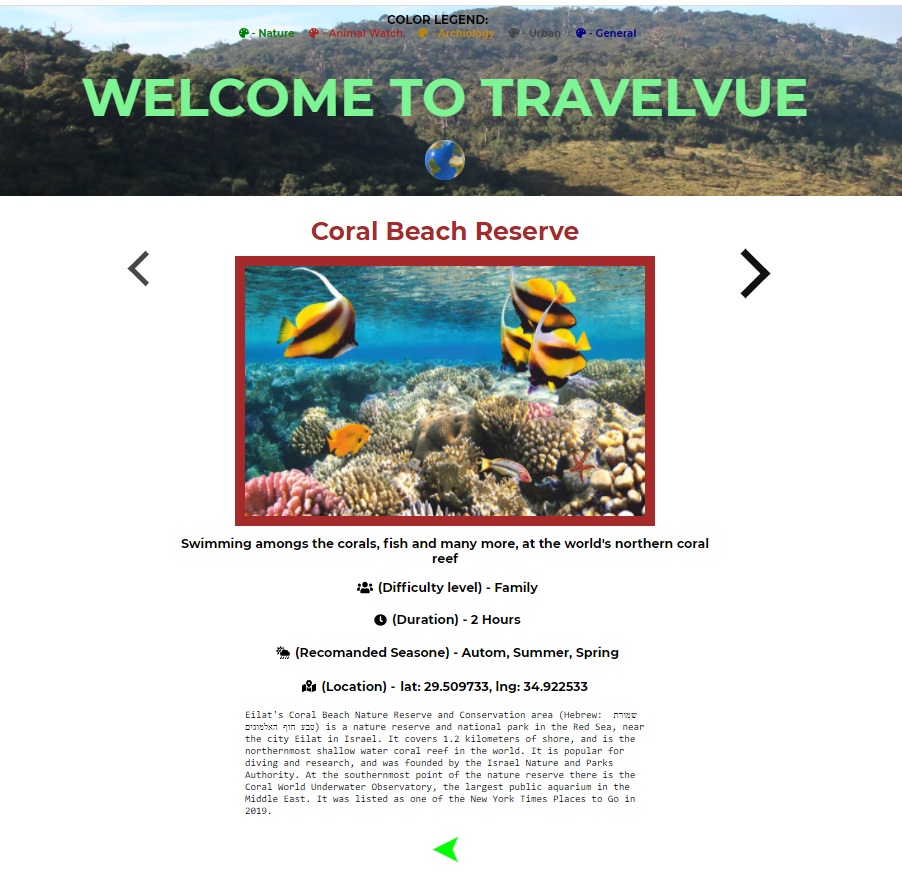 COLOR LEGEND:
- Nature - Animal Watch - Archiology - Urban - General
WELCOME TO TRAVELVUE
Coral Beach Reserve
Swimming amongs the corals, fish and many more, at the world's northern coral
reef
(Difficulty level) - Family
(Duration) - 2 Hours
(Recomanded Seasone) - Autom, Summer, Spring
(Location) - lat: 29.509733, lng: 34.922533
Eilat's Coral Beach Nature Reserve and Conservation area (Hebrew: שמורת
טבע חוף האלמוגים) is a nature reserve and national park in the Red Sea, near
the city Eilat in Israel. It covers 1.2 kilometers of shore, and is the
northernmost shallow water coral reef in the world. It is popular for
diving and research, and was founded by the Israel Nature and Parks
Authority. At the southernmost point of the nature reserve there is the
Coral World Underwater Observatory, the largest public aquarium in the
Middle East. It was listed as one of the New York Times Places to Go in
2019.